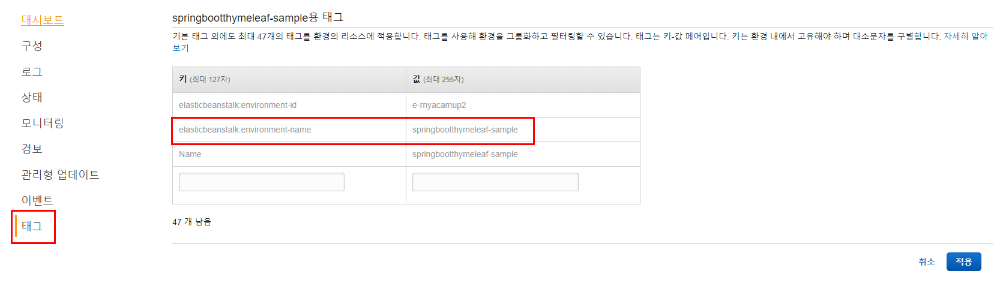 대시보드
구성
로그
상태
모니터링
경보
관리형 업데이트
이벤트
태그
springbootthymeleaf-sample용 태그
기본 태그 외에도 최대 47개의 태그를 환경의 리소스에 적용합니다. 태그를 사용해 환경을 그룹화하고 필터링할 수 있습니다. 태그는 키-값 페어입니다. 키는 환경 내에서 고유해야 하며 대소문자를 구별합니다. 자세히 알아
보기
키 (최대 127자) 값 (최대 255자)
elasticbeanstalk:environment-id e-rnyacamup2
elasticbeanstalk:environment-name springbootthymeleaf-sample
Name springbootthymeleaf-sample
47 개 남음
취소 적용